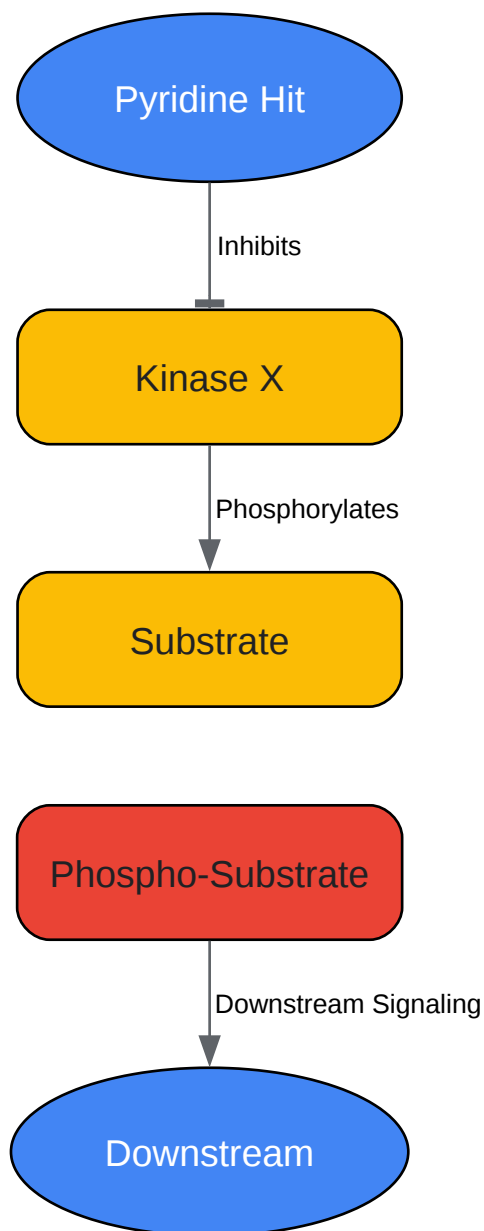 Pyridine Hit
Inhibits
Kinase X
Phosphorylates
Substrate
Phospho-Substrate
Downstream Signaling
Downstream